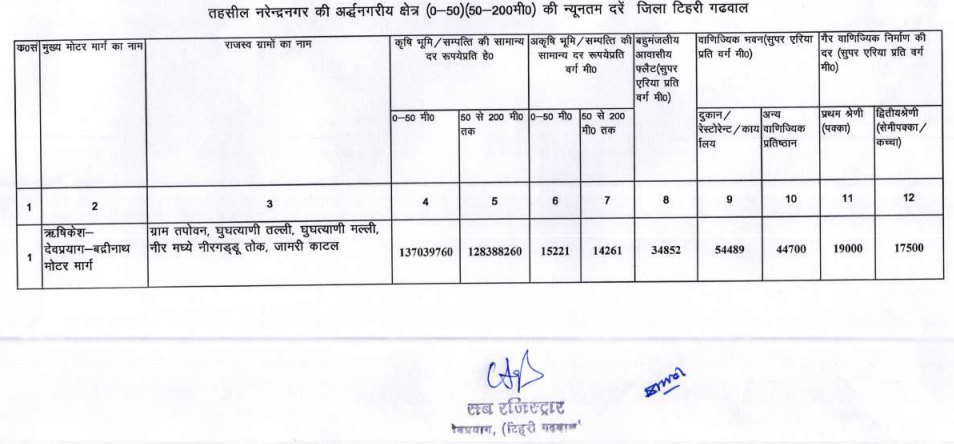 तहसील नरेन्द्रनगर की अर्द्धनगरीय क्षेत्र (0–50)(50–200मी0) की न्यूनतम दरें जिला टिहरी गढवाल
क0सं मुख्य मोटर मार्ग का नाम
राजस्व ग्रामों का नाम
कृषि भूमि/सम्पत्ति की सामान्य
दर रूपयेप्रति हे0
अकृषि भूमि/सम्पत्ति की
सामान्य दर रूपयेप्रति
वर्ग मी0
बहुमंजलीय
आवासीय
फ्लैट(सुपर
एरिया प्रति
वर्ग मी0)
वाणिज्यिक भवन(सुपर एरिया
प्रति वर्ग मी0)
गैर वाणिज्यिक निर्माण की
दर (सुपर एरिया प्रति वर्ग
मी0)
0–50 मी0
50 से 200 मी0
तक
0–50 मी0
50 से 200
मी0 तक
दुकान/
रेस्टोरेन्ट/कार्या
लय
अन्य
वाणिज्यिक
प्रतिष्ठान
प्रथम श्रेणी
(पक्का)
द्वितीयश्रेणी
(सेमीपक्का/
कच्चा)
1 2 3 4 5 6 7 8 9 10 11 12
1
ऋषिकेश–
देवप्रयाग–बद्रीनाथ
मोटर मार्ग
ग्राम तपोवन, घुघत्याणी तल्ली, घुघत्याणी मल्ली,
नीर मध्ये नीरगड्डू तोक, जामरी काटल
137039760 128388260 15221 14261 34852 54489 44700 19000 17500
सब रजिस्ट्रार
देवप्रयाग, (टिहरी गढवाल)